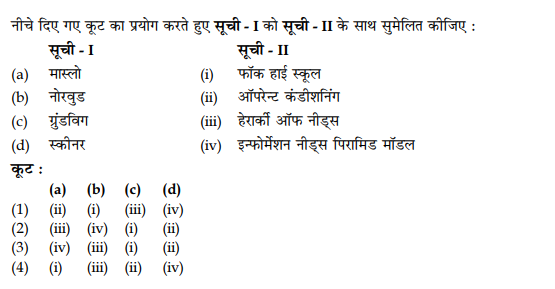 नीचे दिए गए कूट का प्रयोग करते हुए सूची - I को सूची - II के साथ सुमेलित कीजिए :
सूची - I सूची - II
(a) मास्लो (i) फॉक हाई स्कूल
(b) नोरवुड (ii) ऑपरेन्ट कंडीशनिंग
(c) ग्रुंडविग (iii) हेरार्की ऑफ नीड्स
(d) स्कीनर (iv) इन्फोर्मेशन नीड्स पिरामिड मॉडल
कूट :
(a) (b) (c) (d)
(1) (ii) (i) (iii) (iv)
(2) (iii) (iv) (i) (ii)
(3) (iv) (iii) (i) (ii)
(4) (i) (iii) (ii) (iv)